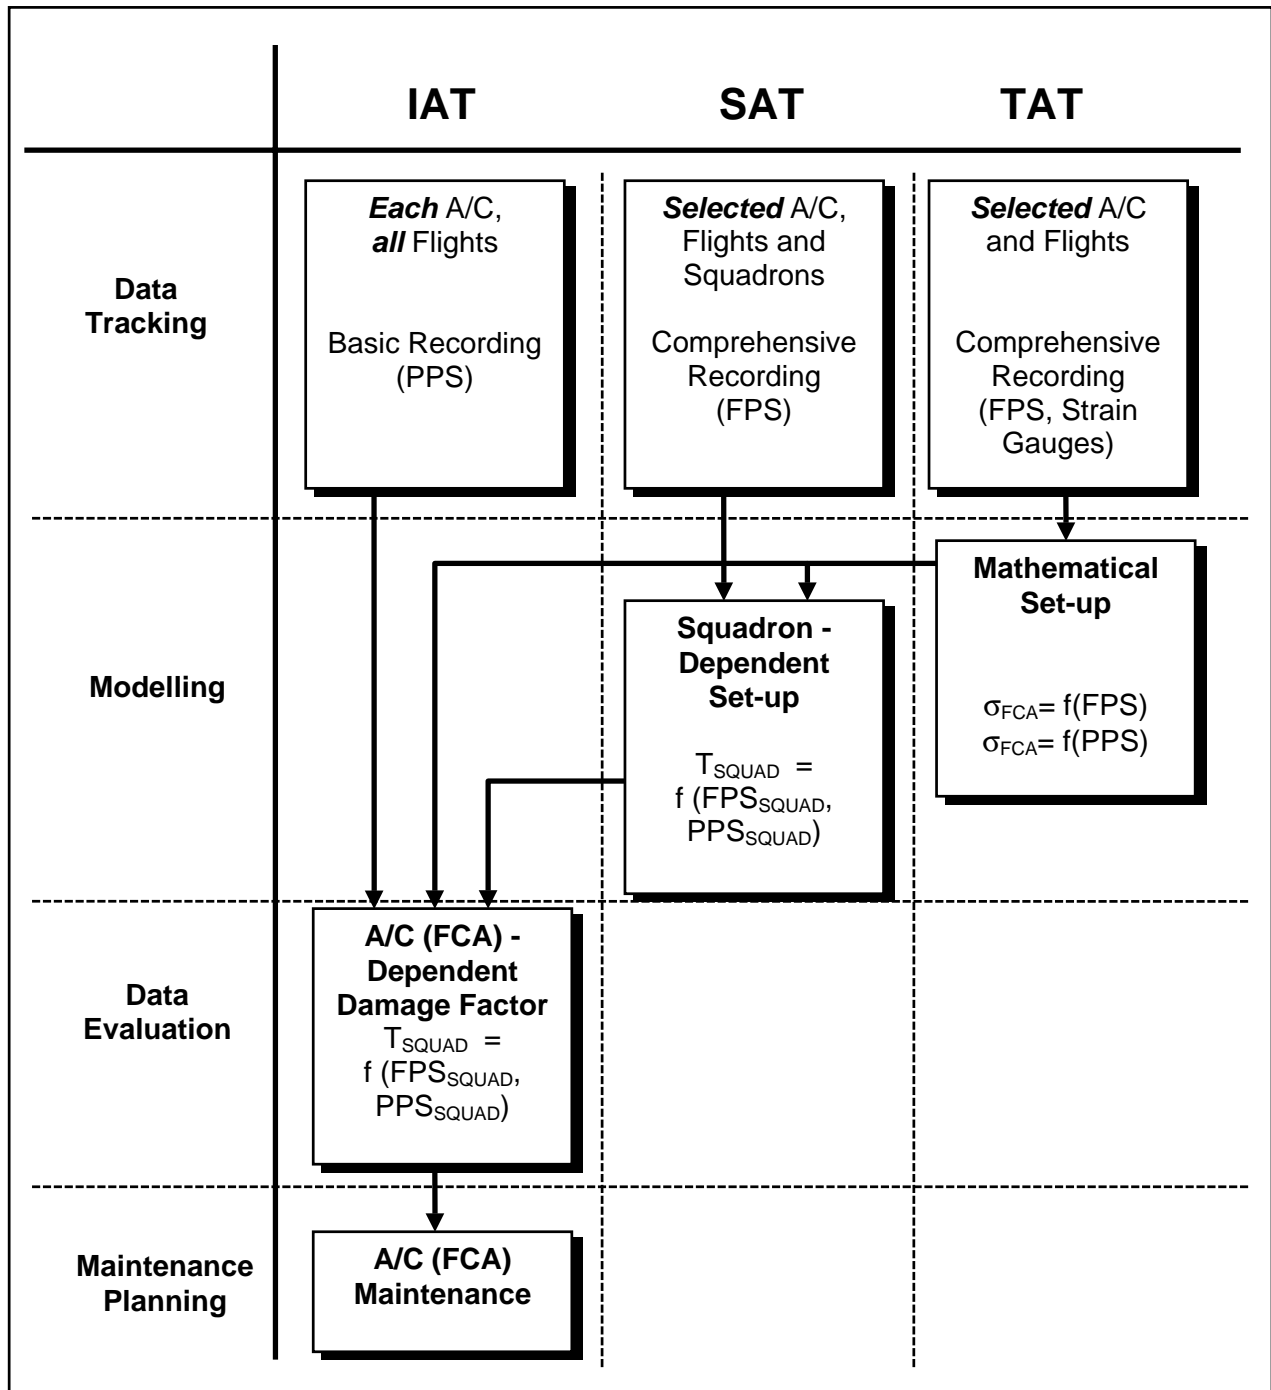 IAT SAT TAT
Data
Tracking
Each A/C,
all Flights
Basic Recording
(PPS)
Selected A/C,
Flights and
Squadrons
Comprehensive
Recording
(FPS)
Selected A/C
and Flights
Comprehensive
Recording
(FPS, Strain
Gauges)
Modelling
Squadron -
Dependent
Set-up
TSQUAD =
f (FPSSQUAD,
PPSSQUAD)
Mathematical
Set-up
σFCA= f(FPS)
σFCA= f(PPS)
Data
Evaluation
A/C (FCA) -
Dependent
Damage Factor
TSQUAD =
f (FPSSQUAD,
PPSSQUAD)
Maintenance
Planning
A/C (FCA)
Maintenance